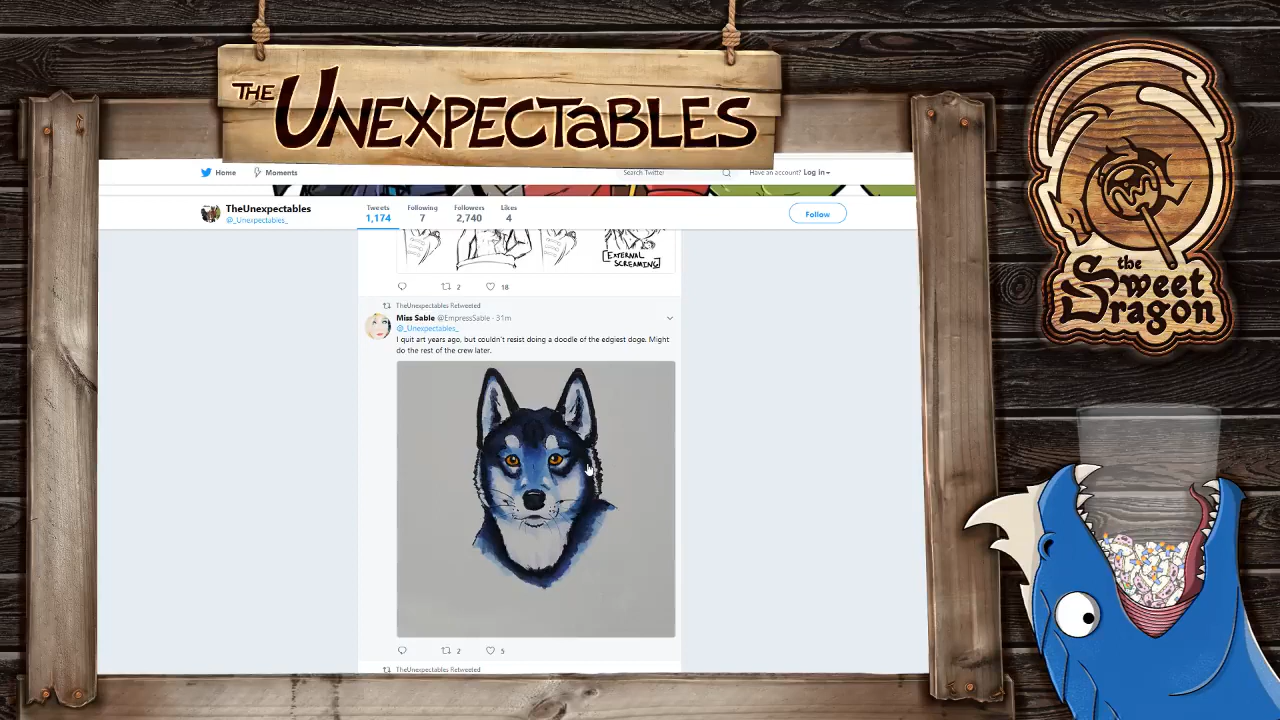 THE UNEXPECTABLES
Home Moments Search Twitter Have an account? Log In
TheUnexpectables
@_Unexpectables_
Tweets Following Followers Likes
1,174 7 2,740 4
Follow
[EXTERNAL
SCREAMING]
2 18
TheUnexpectables Retweeted
Miss Sable @EmpressSable · 31m
@_Unexpectables_
I quit art years ago, but couldn't resist doing a doodle of the edgiest doge. Might
do the rest of the crew later.
2 5
TheUnexpectables Retweeted
the
Sweet
Dragon